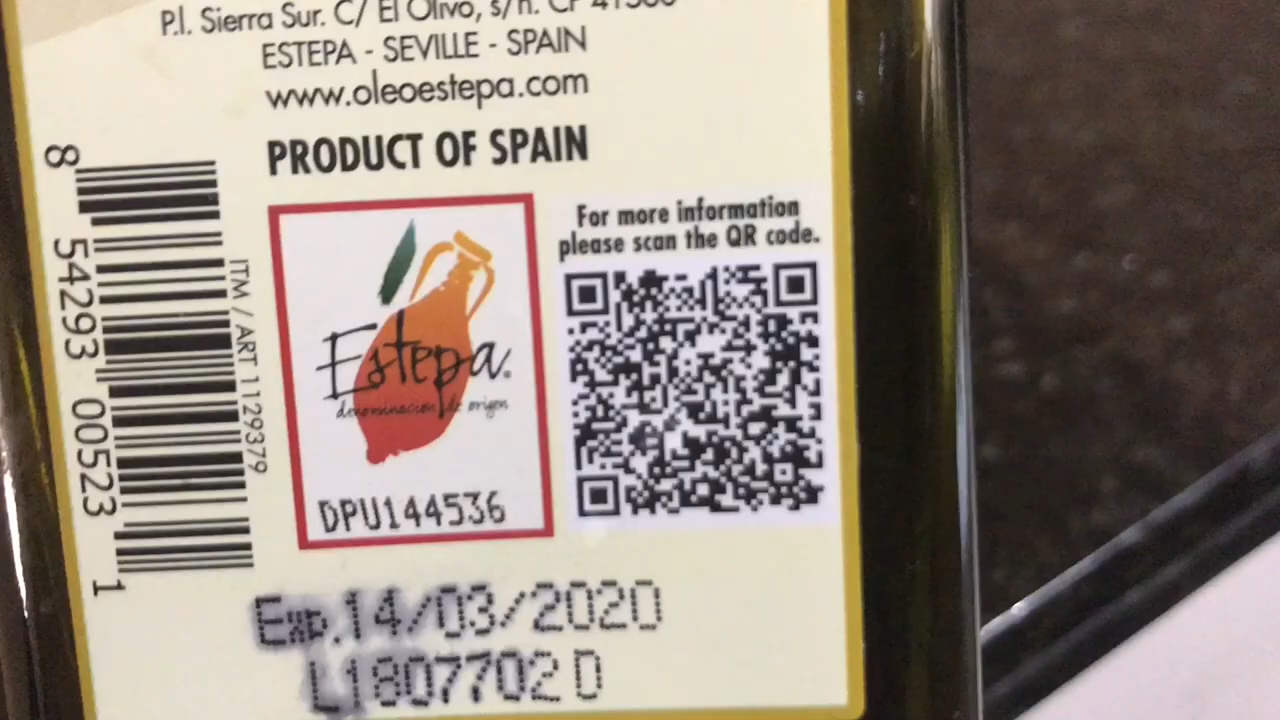 P.I. Sierra Sur. C/ El Olivo, s/n. CP 41560
ESTEPA - SEVILLE - SPAIN
www.oleoestepa.com
PRODUCT OF SPAIN
8 54293 00523 1
ITM / ART 1129379
Estepa.
denominación de origen
DPU144536
For more information
please scan the QR code.
Exp.14/03/2020
L1807702 D